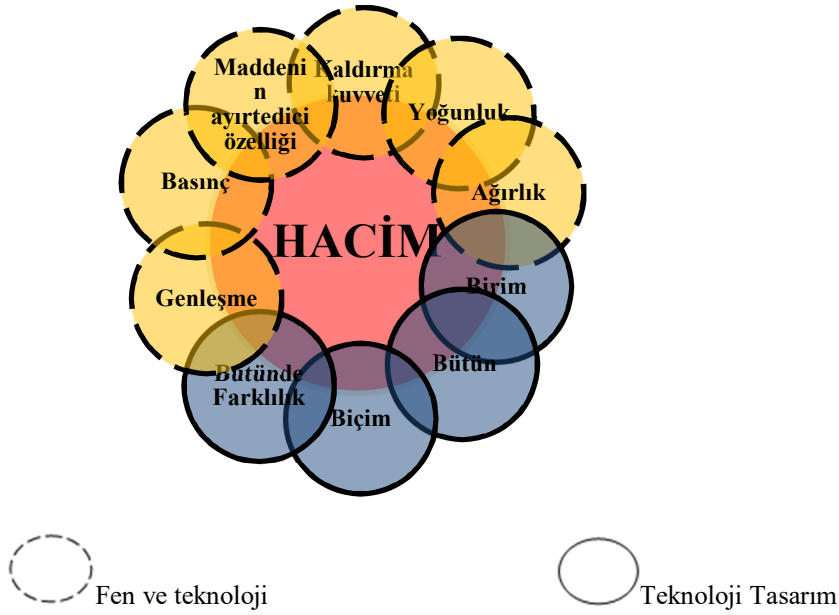 Kaldırma
kuvveti
Maddeni
n
ayırtedici
özelliği
Yoğunluk
Basınç
Ağırlık
HACİM
Birim
Genleşme
Bütün
Bütünde
Farklılık
Biçim
Fen ve teknoloji
Teknoloji Tasarım